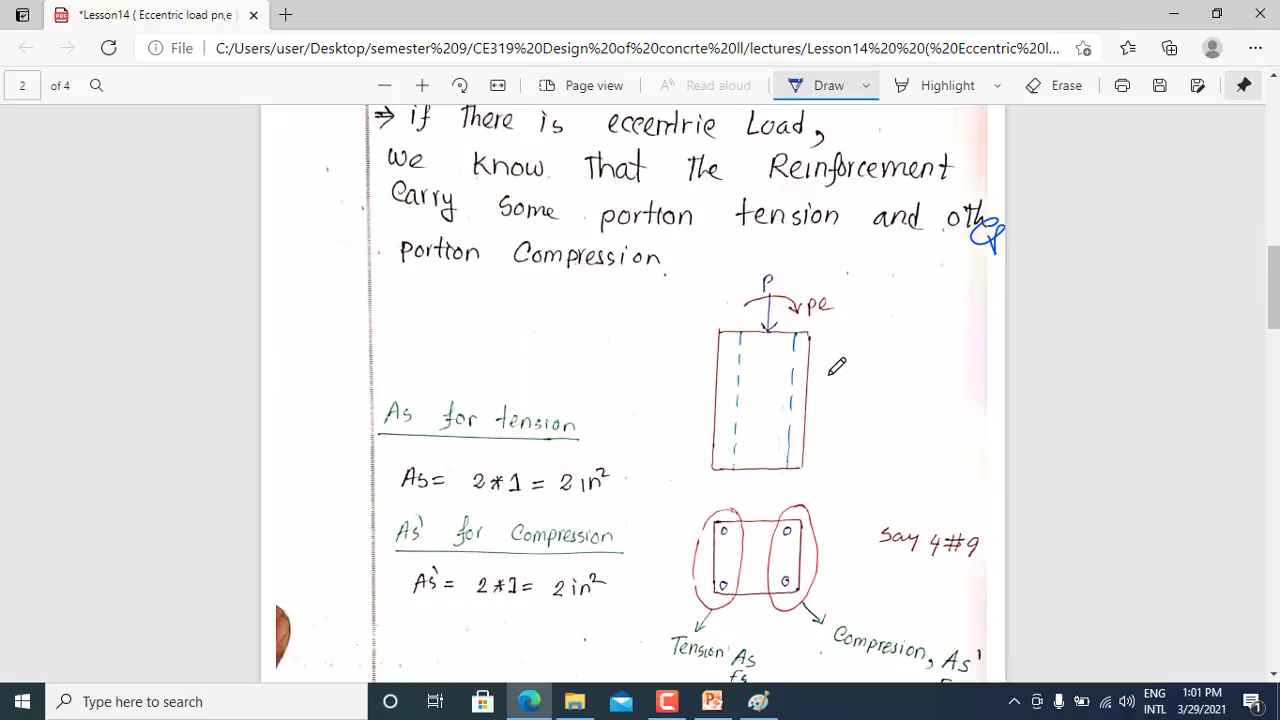 *Lesson14 ( Eccentric load pn,e i
File
C:/Users/user/Desktop/semester%209/CE319%20Design%20of%20concrte%20ll/lectures/Lesson14%20%20(%20Eccentric%20l...
2 of 4
Page view
Read aloud
Draw
Highlight
Erase
⇒ if There is eccentric Load,
we know That the Reinforcement
Carry Some portion tension and othe
portion Compression.
P
pe
As for tension
As= 2*1 = 2 in²
As' for Compression
As'= 2*1= 2 in²
Say 4#9
Tension As
Fs
Compresion, As'
Type here to search
ENG
INTL
1:01 PM
3/29/2021